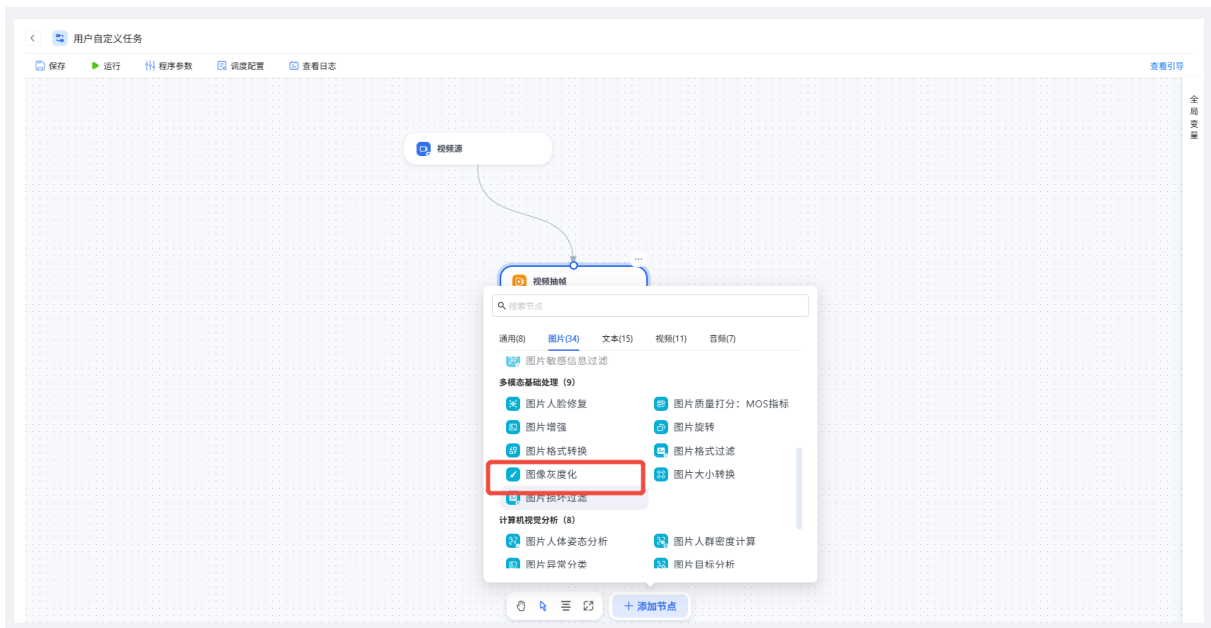 用户自定义任务
保存 运行 程序参数 调度配置 查看日志 查看引导
全局变量
视频源
视频抽帧
搜索节点
通用(8) 图片(34) 文本(15) 视频(11) 音频(7)
图片敏感信息过滤
多模态基础处理（9）
图片人脸修复 图片质量打分：MOS指标
图片增强 图片旋转
图片格式转换 图片格式过滤
图像灰度化 图片大小转换
图片损坏过滤
计算机视觉分析（8）
图片人体姿态分析 图片人群密度计算
图片异常分类 图片目标分析
添加节点